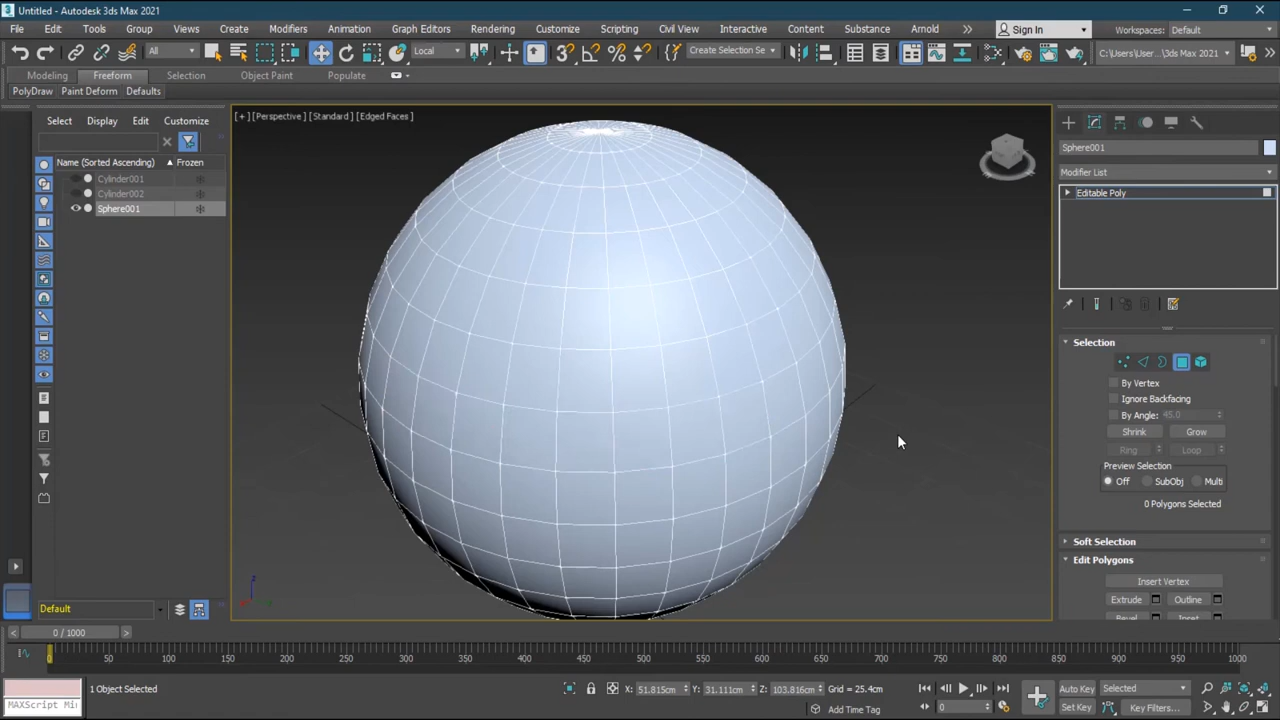 Untitled - Autodesk 3ds Max 2021
File Edit Tools Group Views Create Modifiers Animation Graph Editors Rendering Customize Scripting Civil View Interactive Content Substance Arnold Sign In Workspaces: Default
All Local Create Selection Se C:\Users\User ...\3ds Max 2021
Modeling Freeform Selection Object Paint Populate
PolyDraw Paint Deform Defaults
Select Display Edit Customize
[+] [Perspective] [Standard] [Edged Faces]
Name (Sorted Ascending) Frozen
Cylinder001
Cylinder002
Sphere001
Sphere001
Modifier List
Editable Poly
Selection
By Vertex
Ignore Backfacing
By Angle: 45.0
Shrink Grow
Ring Loop
Preview Selection
Off SubObj Multi
0 Polygons Selected
Soft Selection
Edit Polygons
Insert Vertex
Extrude Outline
Bevel Inset
Default
< 0 / 1000 >
0 50 100 150 200 250 300 350 400 450 500 550 600 650 700 750 800 850 900 950 1000
1 Object Selected X: 51.815cm Y: 31.111cm Z: 103.816cm Grid = 25.4cm Auto Key Selected
MAXScript Mi Add Time Tag 0 Set Key Key Filters...